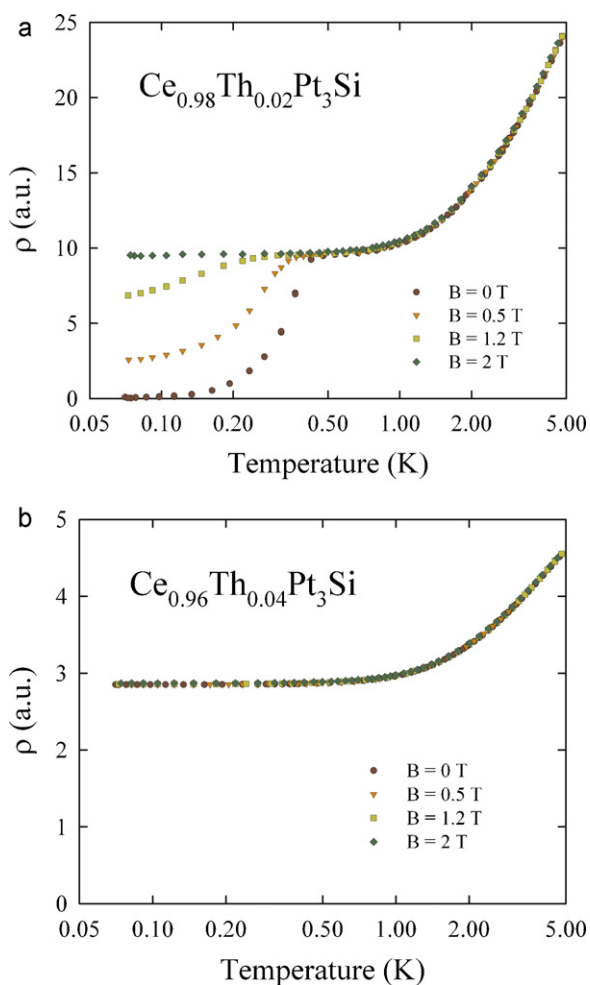 a
25
20
15
10
5
0
ρ (a.u.)
Ce0.98Th0.02Pt3Si
B = 0 T
B = 0.5 T
B = 1.2 T
B = 2 T
0.05 0.10 0.20 0.50 1.00 2.00 5.00
Temperature (K)
b
5
4
3
2
1
0
ρ (a.u.)
Ce0.96Th0.04Pt3Si
B = 0 T
B = 0.5 T
B = 1.2 T
B = 2 T
0.05 0.10 0.20 0.50 1.00 2.00 5.00
Temperature (K)